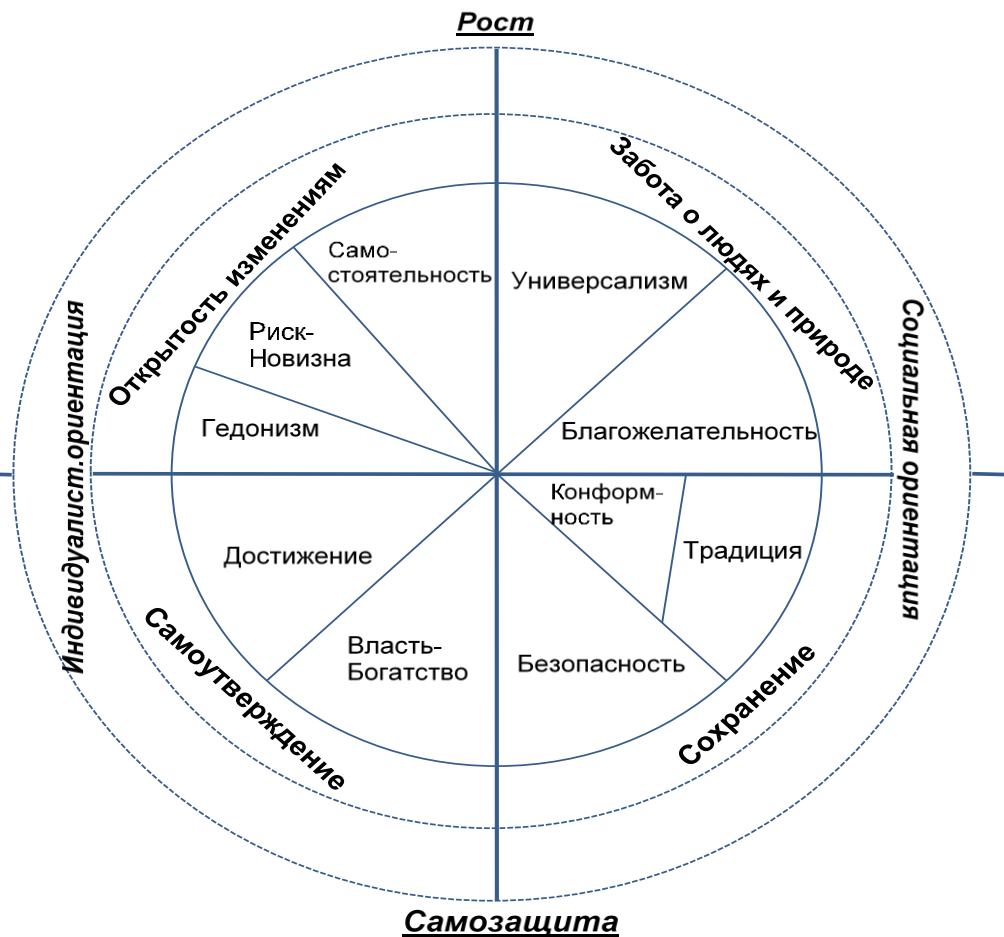 Рост
Забота о людях и природе
Открытость изменениям
Само-
стоятельность
Универсализм
Риск-
Новизна
Гедонизм
Благожелательность
Индивидуалист.ориентация
Социальная ориентация
Конформ-
ность
Традиция
Достижение
Власть-
Богатство
Безопасность
Самоутверждение
Сохранение
Самозащита